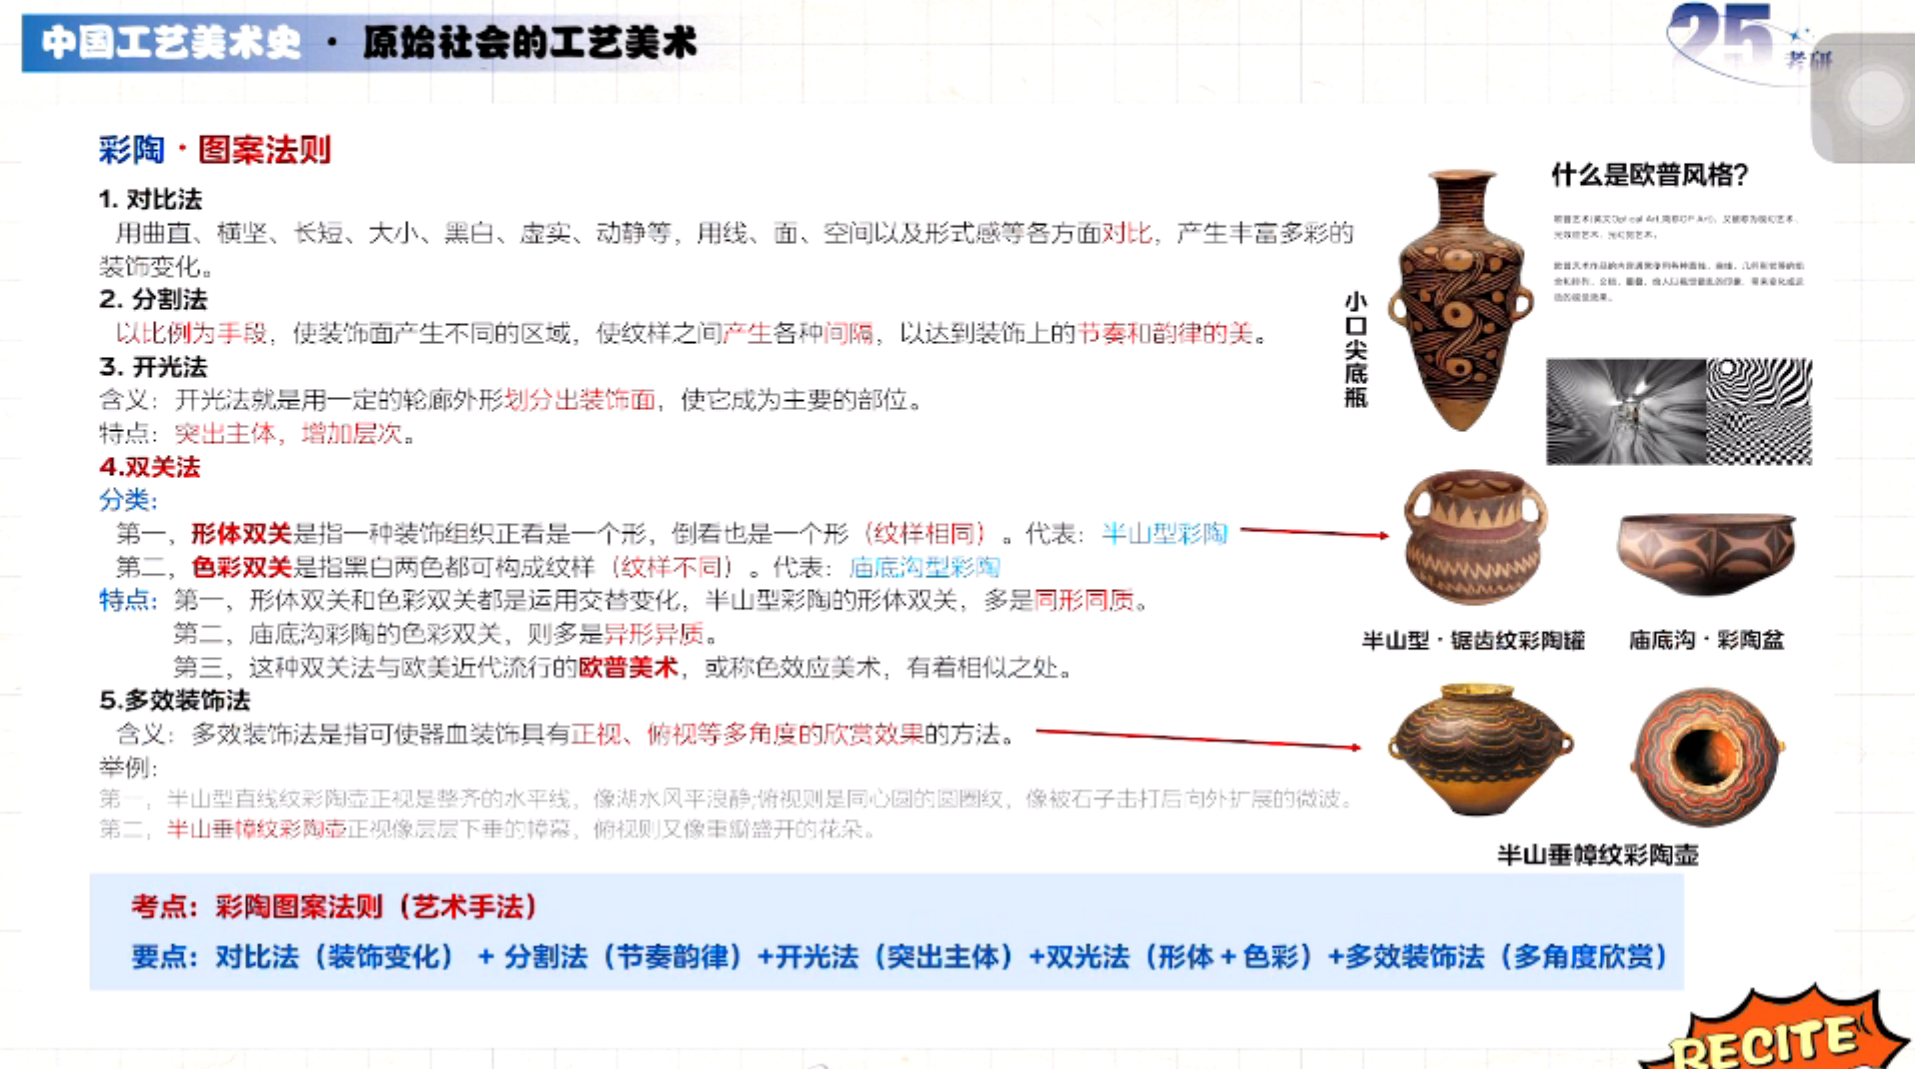 中国工艺美术史 · 原始社会的工艺美术
25
考研
彩陶 · 图案法则
1. 对比法
用曲直、横坚、长短、大小、黑白、虚实、动静等，用线、面、空间以及形式感等各方面对比，产生丰富多彩的
装饰变化。
2. 分割法
以比例为手段，使装饰面产生不同的区域，使纹样之间产生各种间隔，以达到装饰上的节奏和韵律的美。
3. 开光法
含义：开光法就是用一定的轮廊外形划分出装饰面，使它成为主要的部位。
特点：突出主体，增加层次。
4.双关法
分类：
第一，形体双关是指一种装饰组织正看是一个形，倒看也是一个形（纹样相同）。代表：半山型彩陶
第二，色彩双关是指黑白两色都可构成纹样（纹样不同）。代表：庙底沟型彩陶
特点：第一，形体双关和色彩双关都是运用交替变化，半山型彩陶的形体双关，多是同形同质。
第二，庙底沟彩陶的色彩双关，则多是异形异质。
第三，这种双关法与欧美近代流行的欧普美术，或称色效应美术，有着相似之处。
5.多效装饰法
含义：多效装饰法是指可使器血装饰具有正视、俯视等多角度的欣赏效果的方法。
举例：
第一，半山型直线纹彩陶壶正视是整齐的水平线，像湖水风平浪静;俯视则是同心圆的圆圈纹，像被石子击打后向外扩展的微波。
第二，半山垂幛纹彩陶壶正视像层层下垂的幛幕，俯视则又像重瓣盛开的花朵。
小口尖底瓶
什么是欧普风格?
半山型 · 锯齿纹彩陶罐
庙底沟 · 彩陶盆
半山垂幛纹彩陶壶
考点：彩陶图案法则（艺术手法）
要点：对比法（装饰变化） + 分割法（节奏韵律）+开光法（突出主体）+双光法（形体 + 色彩）+多效装饰法（多角度欣赏）
RECITE